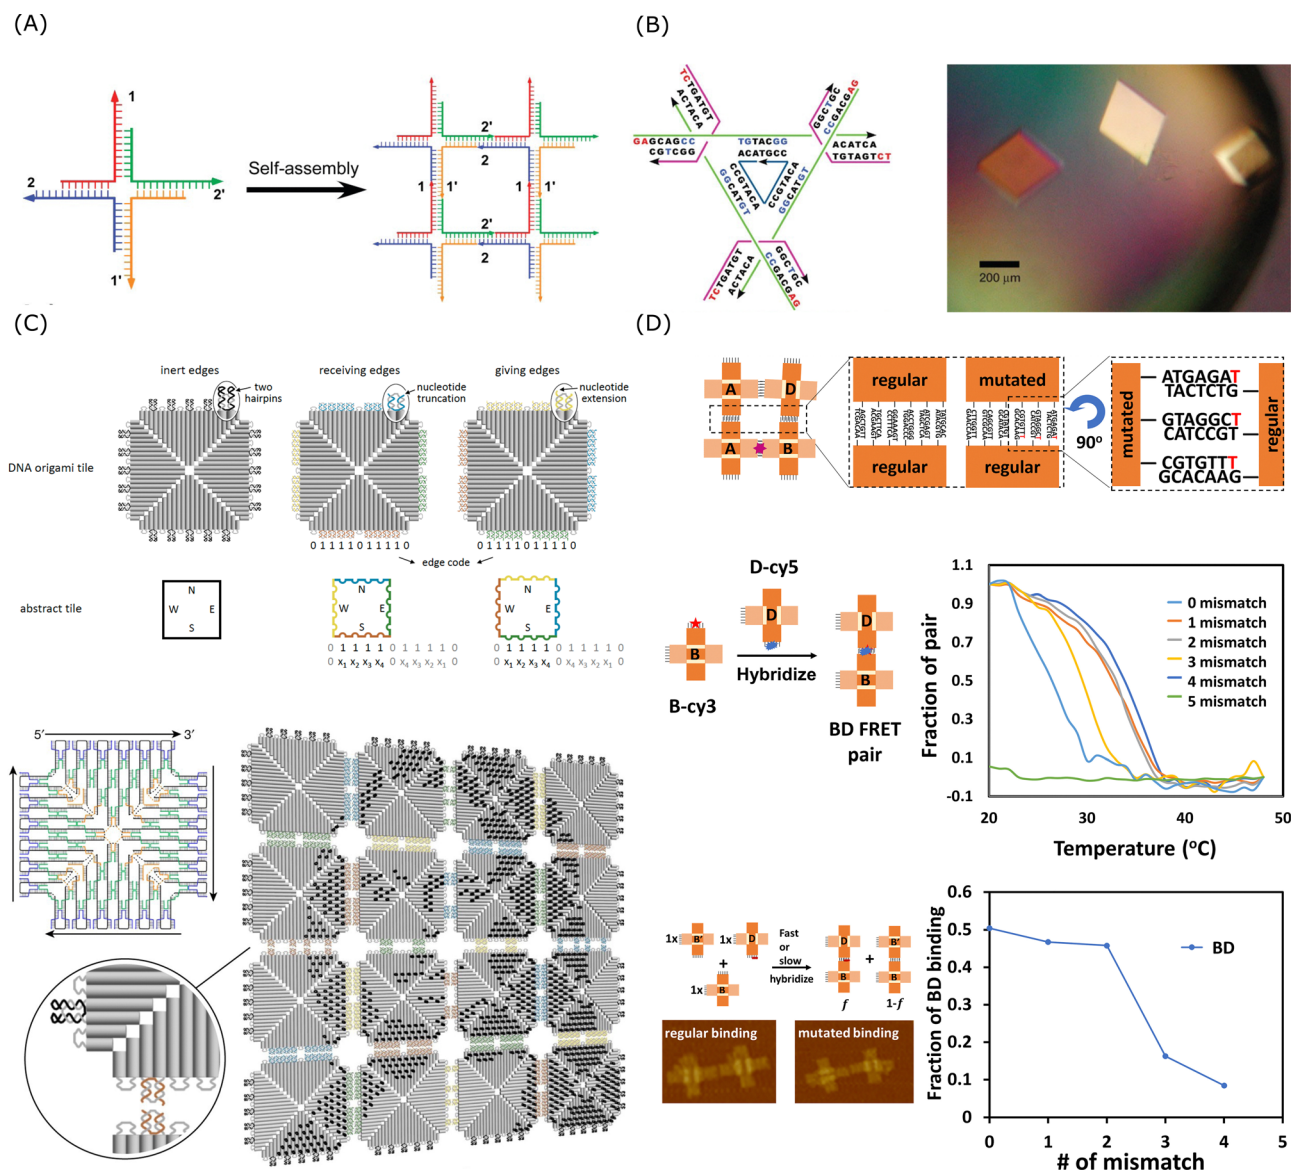 (A)
1
2
2'
1'
Self-assembly
2'
2
1
1'
1
1'
2'
2
(B)
TCTGATGT
ACTACA
GAGCAGCC
CGTCGG
TGTACGG
ACATGCC
CCGTACA
CCGTACA
GGCATGT
GGCATGT
GGCTGC
CCGACGAG
ACATCA
TGTAGTCT
TCTGATGT
ACTACA
GGCTGC
CCGACGAG
200 μm
(C)
inert edges
receiving edges
giving edges
two
hairpins
nucleotide
truncation
nucleotide
extension
DNA origami tile
0 1 1 1 1 0 1 1 1 1 0
0 1 1 1 1 0 1 1 1 1 0
edge code
abstract tile
N
W E
S
N
W E
S
N
W E
S
0 1 1 1 1 0 1 1 1 1 0
0 x1 x2 x3 x4 0 x4 x3 x2 x1 0
0 1 1 1 1 0 1 1 1 1 0
0 x1 x2 x3 x4 0 x4 x3 x2 x1 0
5′ 3′
(D)
A D
A B
regular mutated
regular regular
90o
mutated
ATGAGAT
TACTCTG
GTAGGCT
CATCCGT
CGTGTTT
GCACAAG
regular
D-cy5
D
B
B-cy3
Hybridize
D
B
BD FRET
pair
Fraction of pair
1.1
0.9
0.7
0.5
0.3
0.1
-0.1
0 mismatch
1 mismatch
2 mismatch
3 mismatch
4 mismatch
5 mismatch
20 30 40 50
Temperature (oC)
1x B' 1x D
+
1x B
Fast
or
slow
hybridize
D
B
f
+
B'
B
1-f
regular binding
mutated binding
Fraction of BD binding
0.6
0.5
0.4
0.3
0.2
0.1
0
BD
0 1 2 3 4 5
# of mismatch